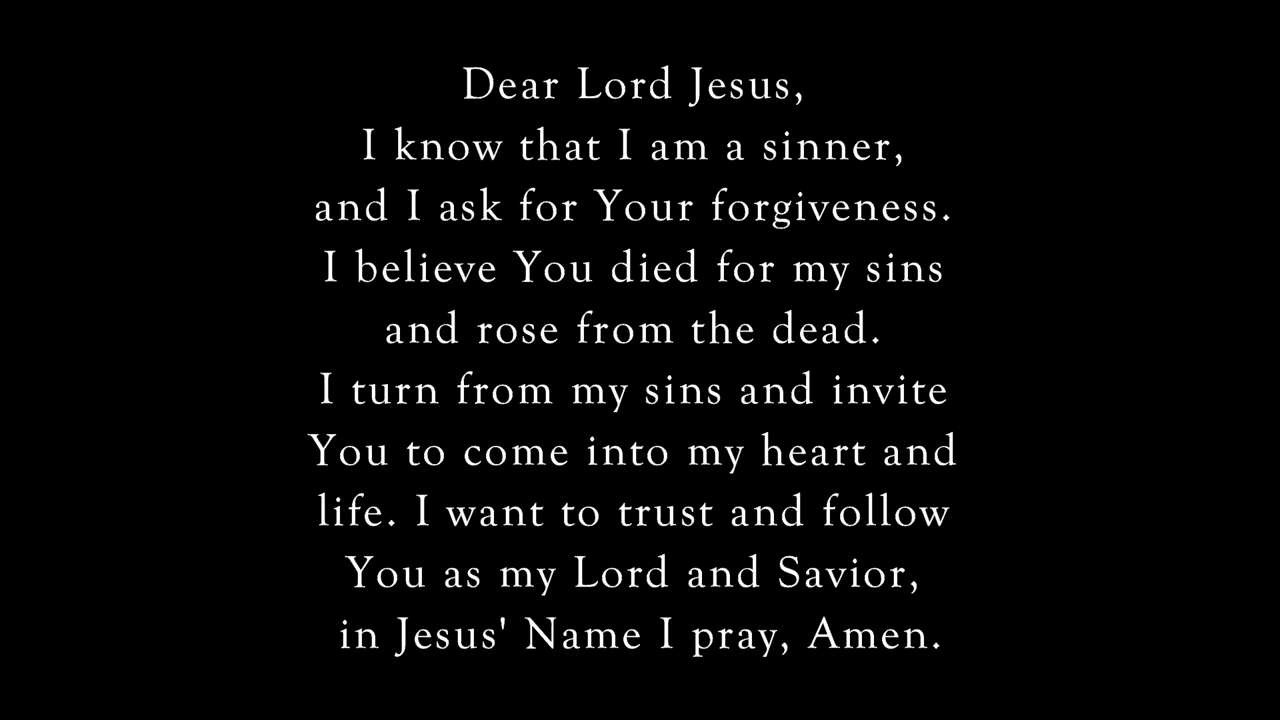 Dear Lord Jesus,
I know that I am a sinner,
and I ask for Your forgiveness.
I believe You died for my sins
and rose from the dead.
I turn from my sins and invite
You to come into my heart and
life. I want to trust and follow
You as my Lord and Savior,
in Jesus' Name I pray, Amen.